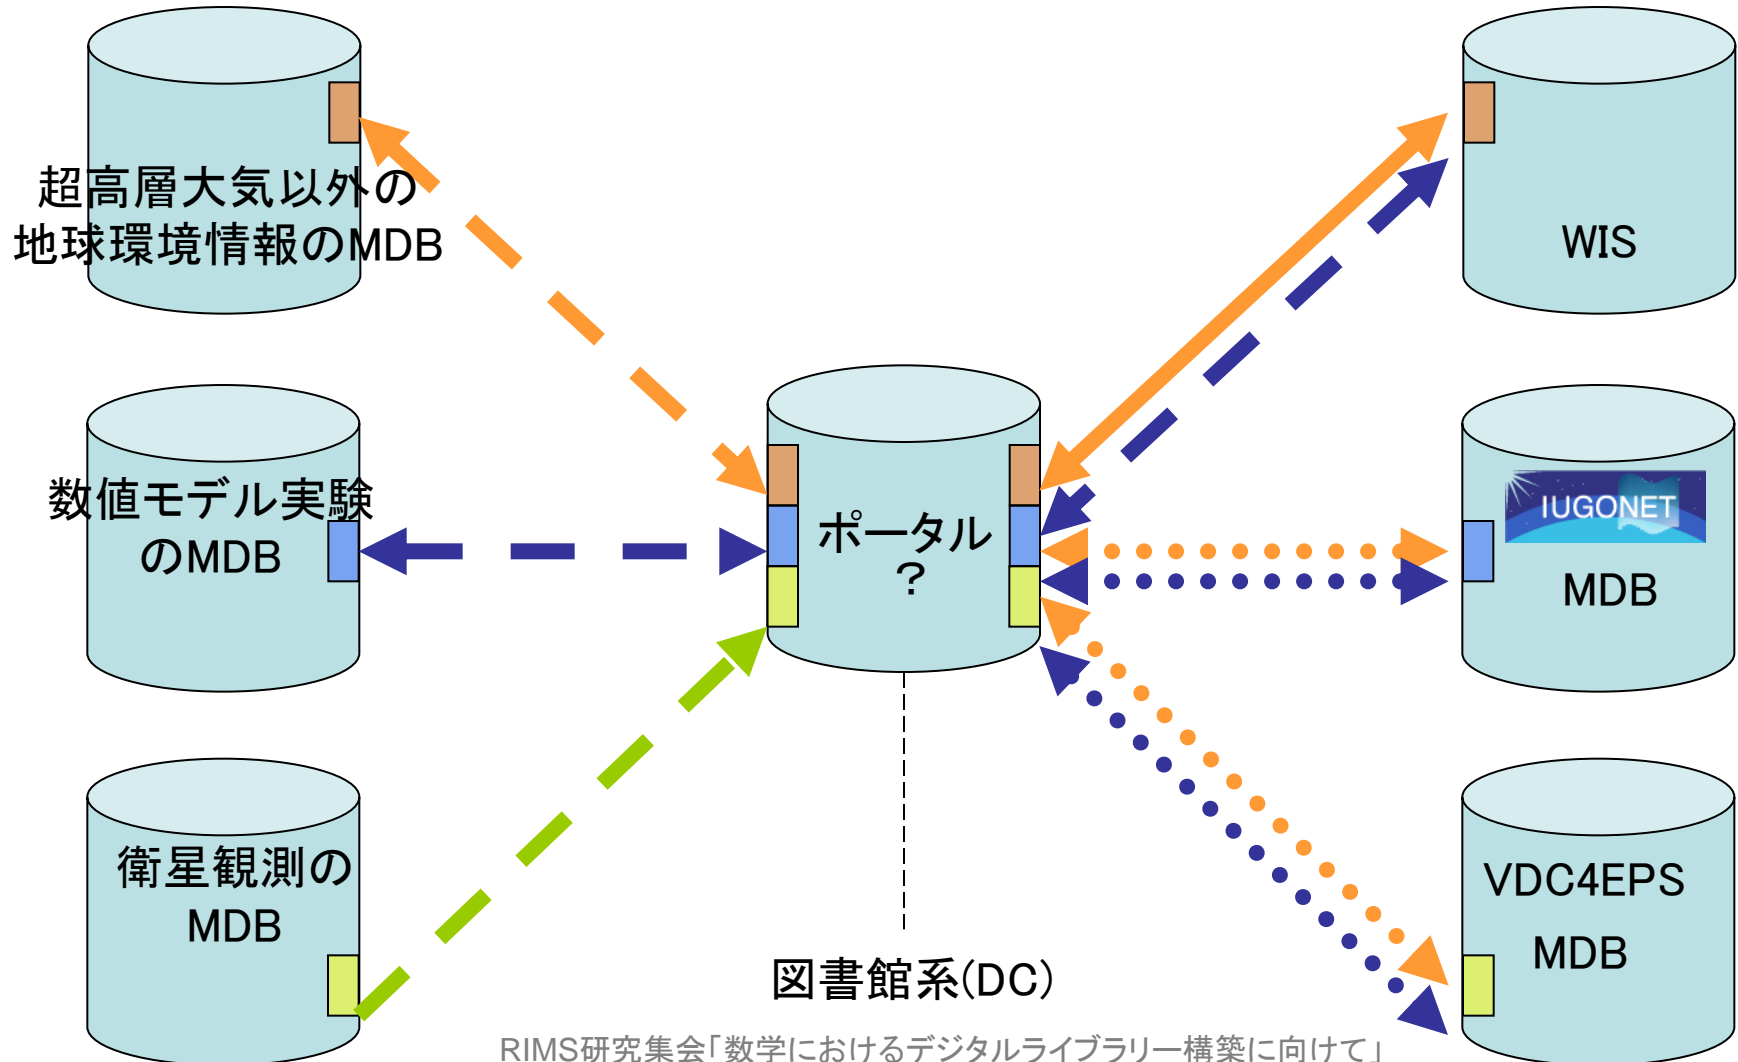 超高層大気以外の
地球環境情報のMDB
WIS
数値モデル実験
のMDB
ポータル
?
IUGONET
MDB
衛星観測の
MDB
VDC4EPS
MDB
図書館系(DC)
RIMS研究集会「数学におけるデジタルライブラリー構築に向けて」